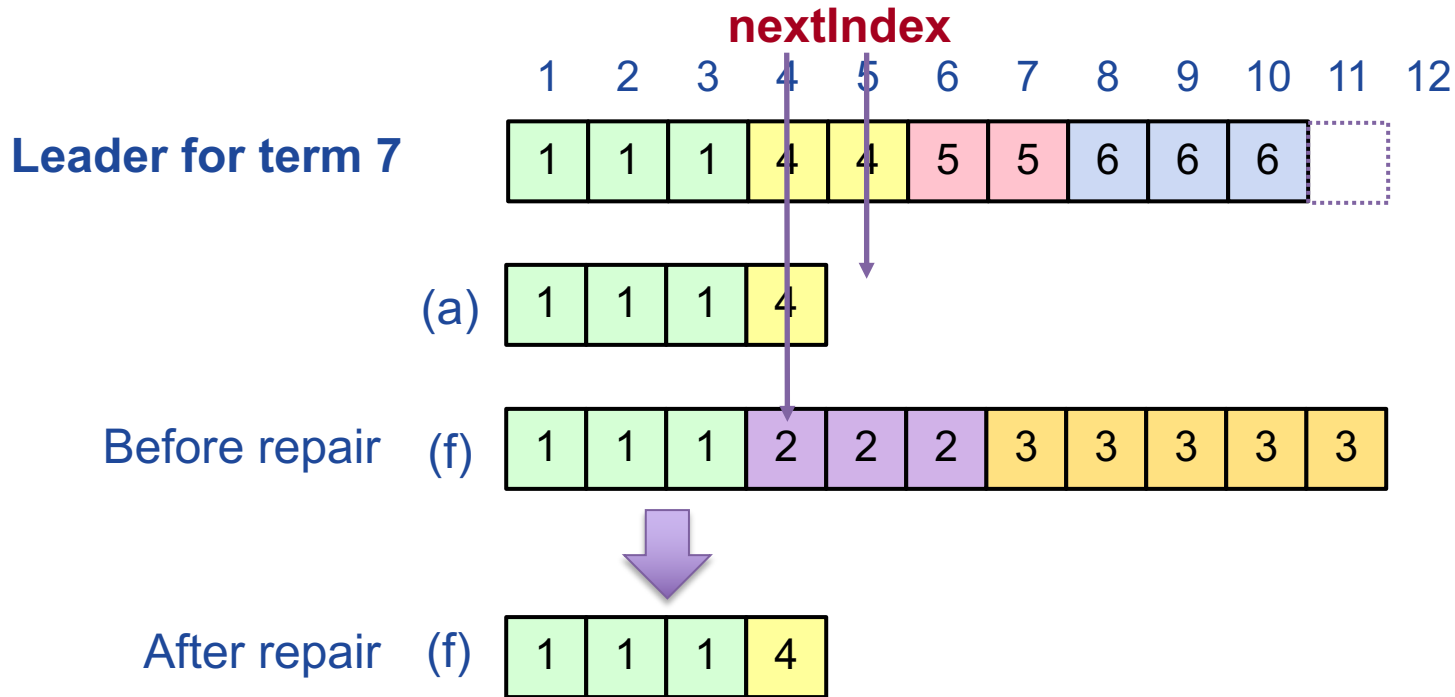 nextIndex
1 2 3 4 5 6 7 8 9 10 11 12
Leader for term 7 1 1 1 4 4 5 5 6 6 6
(a) 1 1 1 4
Before repair (f) 1 1 1 2 2 2 3 3 3 3 3
After repair (f) 1 1 1 4